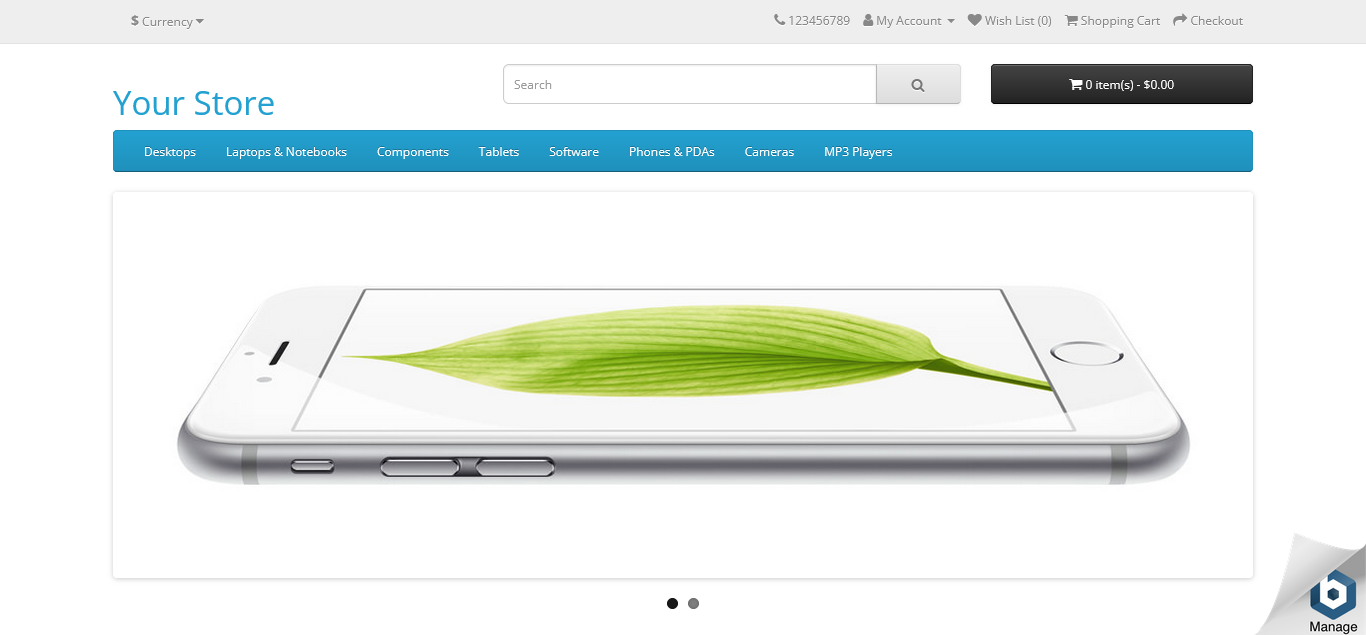 $ Currency
123456789 My Account Wish List (0) Shopping Cart Checkout
Your Store
Search
0 item(s) - $0.00
Desktops Laptops & Notebooks Components Tablets Software Phones & PDAs Cameras MP3 Players
Manage